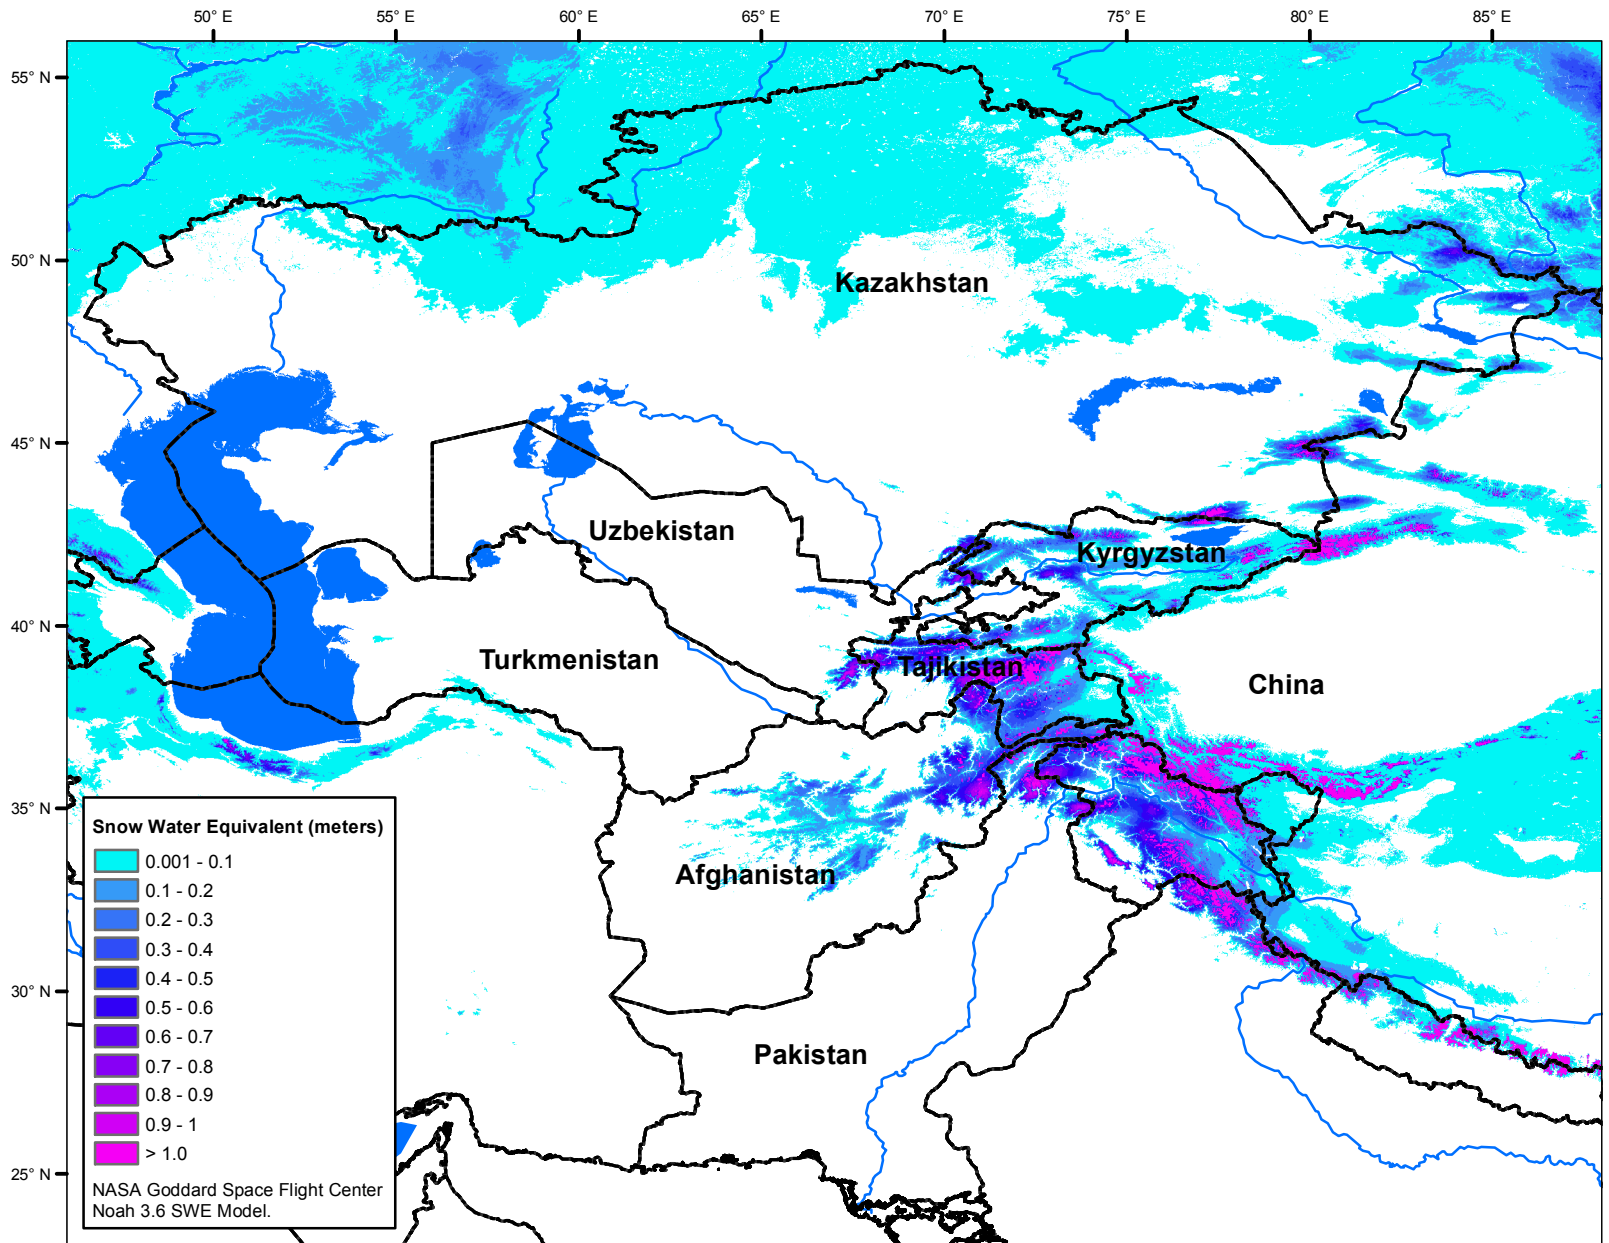 50° E 55° E 60° E 65° E 70° E 75° E 80° E 85° E
55° N
50° N
45° N
40° N
35° N
30° N
25° N
Kazakhstan
Uzbekistan
Kyrgyzstan
Turkmenistan
Tajikistan
China
Afghanistan
Pakistan
Snow Water Equivalent (meters)
0.001 - 0.1
0.1 - 0.2
0.2 - 0.3
0.3 - 0.4
0.4 - 0.5
0.5 - 0.6
0.6 - 0.7
0.7 - 0.8
0.8 - 0.9
0.9 - 1
> 1.0
NASA Goddard Space Flight Center
Noah 3.6 SWE Model.